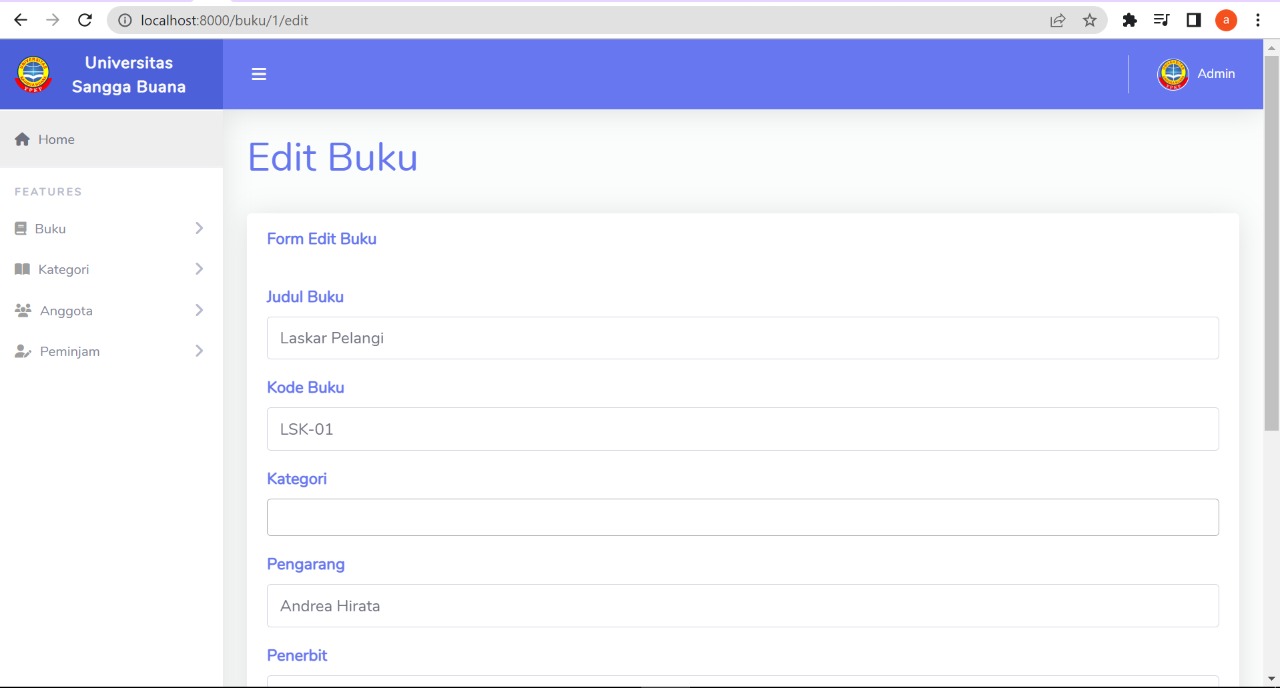 localhost:8000/buku/1/edit
a
Universitas
Sangga Buana
Admin
Home
FEATURES
Buku
Kategori
Anggota
Peminjam
Edit Buku
Form Edit Buku
Judul Buku
Laskar Pelangi
Kode Buku
LSK-01
Kategori
Pengarang
Andrea Hirata
Penerbit